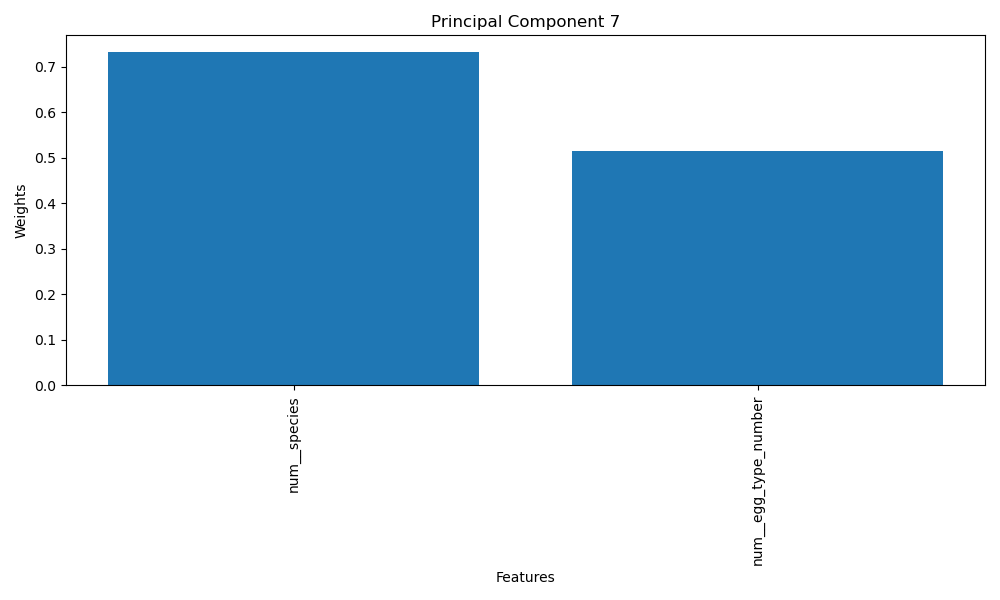 Principal Component 7
Weights
0.7
0.6
0.5
0.4
0.3
0.2
0.1
0.0
num__species
num__egg_type_number
Features